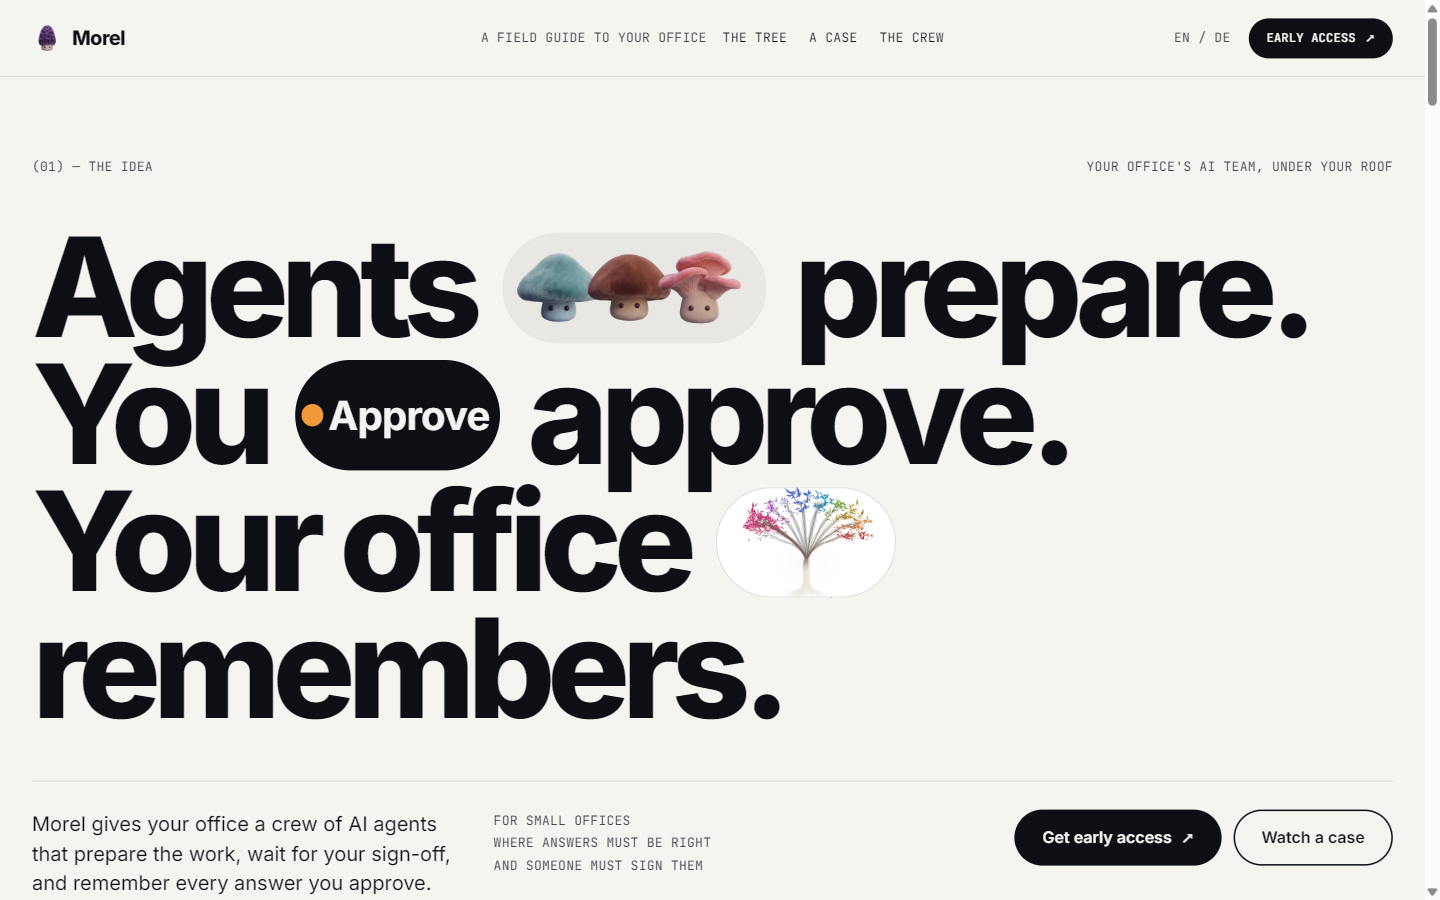 Morel
A FIELD GUIDE TO YOUR OFFICE THE TREE A CASE THE CREW
EN / DE
EARLY ACCESS ↗
(01) — THE IDEA
YOUR OFFICE'S AI TEAM, UNDER YOUR ROOF
Agents prepare.
You Approve approve.
Your office
remembers.
Morel gives your office a crew of AI agents
that prepare the work, wait for your sign-off,
and remember every answer you approve.
FOR SMALL OFFICES
WHERE ANSWERS MUST BE RIGHT
AND SOMEONE MUST SIGN THEM
Get early access ↗
Watch a case